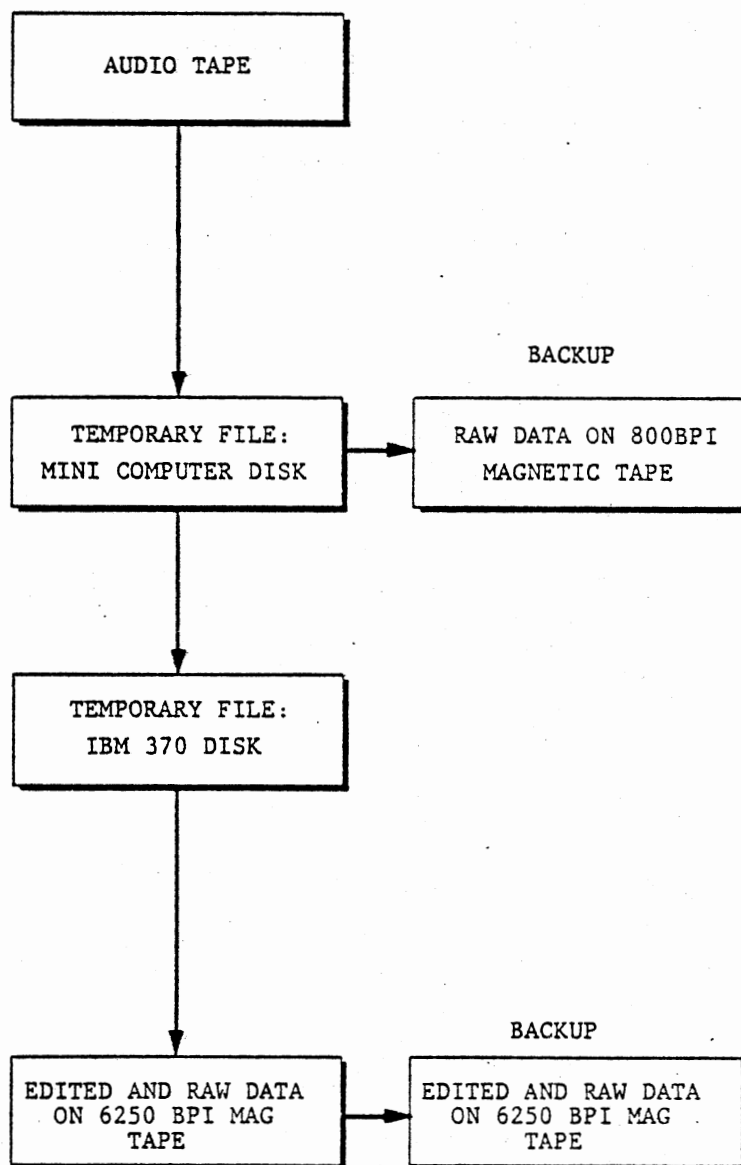 AUDIO TAPE
BACKUP
TEMPORARY FILE:
MINI COMPUTER DISK
RAW DATA ON 800BPI
MAGNETIC TAPE
TEMPORARY FILE:
IBM 370 DISK
BACKUP
EDITED AND RAW DATA
ON 6250 BPI MAG
TAPE
EDITED AND RAW DATA
ON 6250 BPI MAG
TAPE